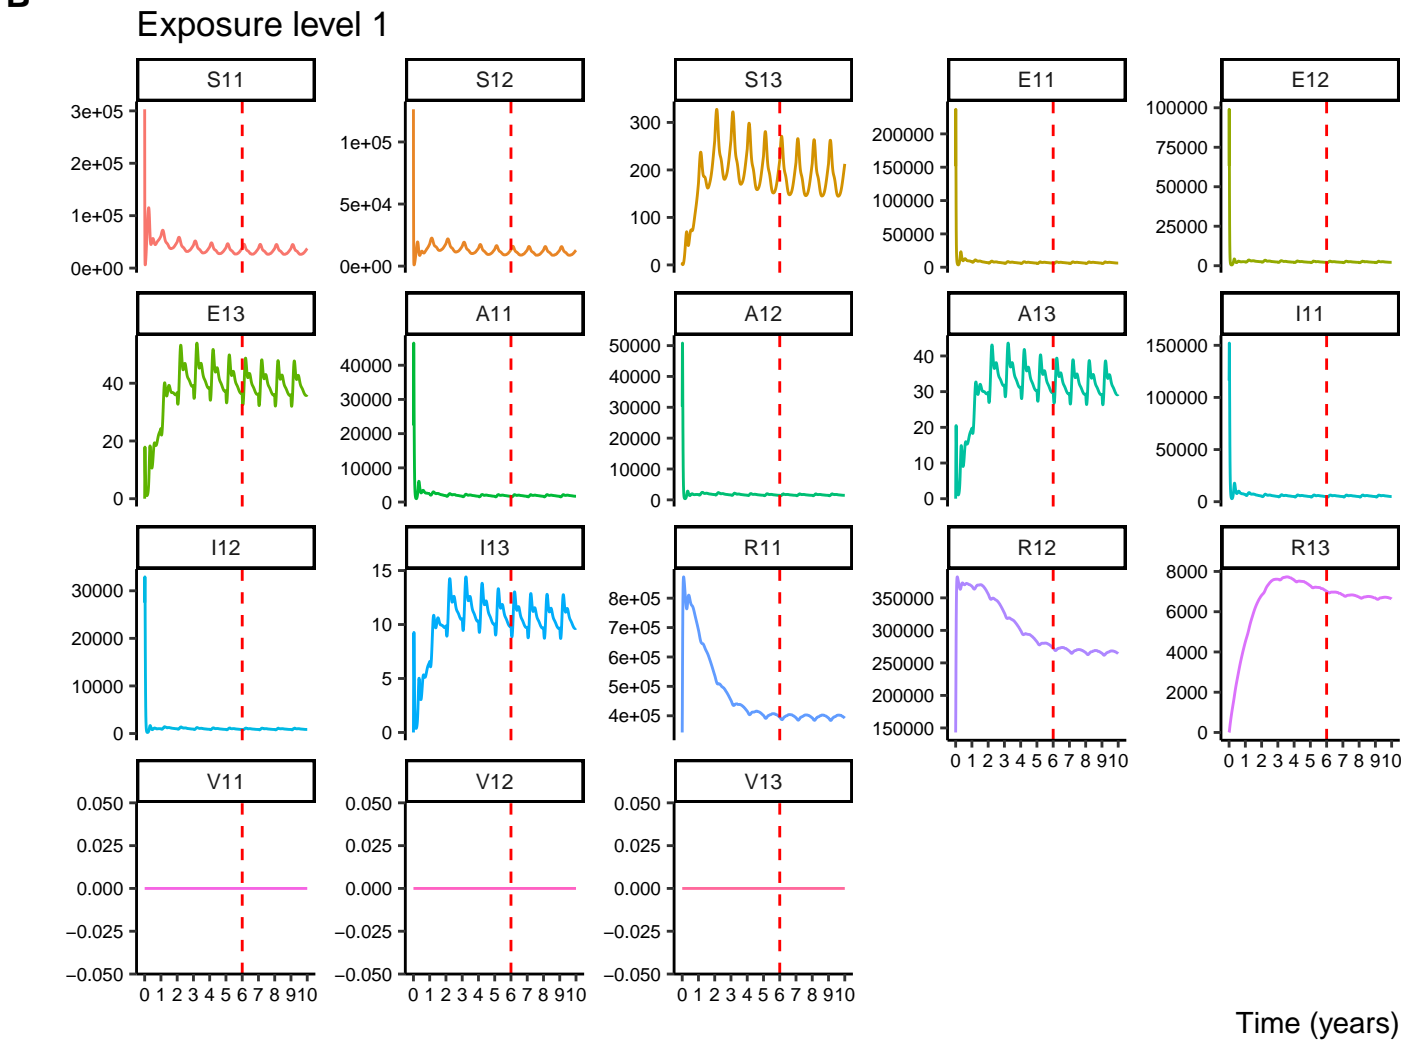 B
Exposure level 1
S11 S12 S13 E11 E12
3e+05 2e+05 1e+05 0e+00
1e+05 5e+04 0e+00
300 200 100 0
200000 150000 100000 50000 0
100000 75000 50000 25000 0
E13 A11 A12 A13 I11
40 20 0
40000 30000 20000 10000 0
50000 40000 30000 20000 10000 0
40 30 20 10 0
150000 100000 50000 0
I12 I13 R11 R12 R13
30000 20000 10000 0
15 10 5 0
8e+05 7e+05 6e+05 5e+05 4e+05
350000 300000 250000 200000 150000
8000 6000 4000 2000 0
0 1 2 3 4 5 6 7 8 9 10
0 1 2 3 4 5 6 7 8 9 10
V11 V12 V13
0.050 0.025 0.000 −0.025 −0.050
0.050 0.025 0.000 −0.025 −0.050
0.050 0.025 0.000 −0.025 −0.050
0 1 2 3 4 5 6 7 8 9 10
0 1 2 3 4 5 6 7 8 9 10
0 1 2 3 4 5 6 7 8 9 10
Time (years)